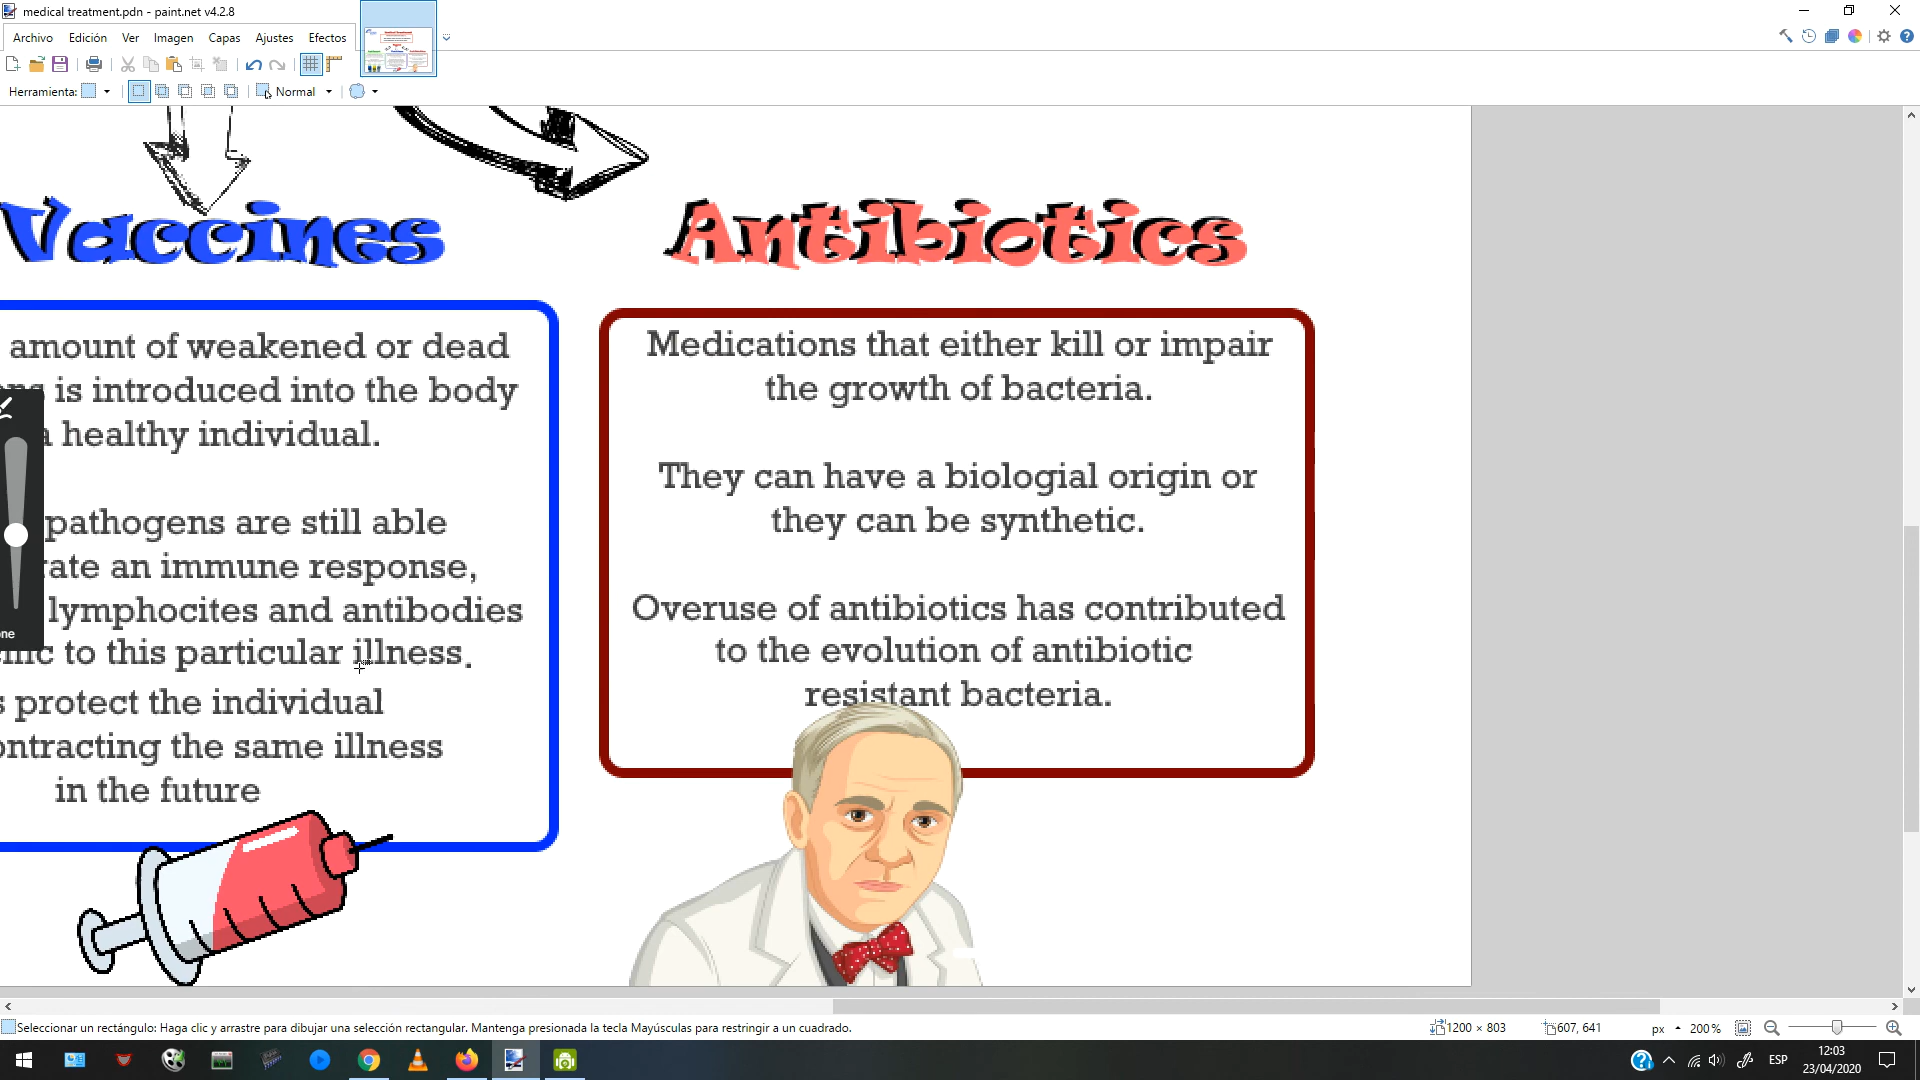 medical treatment.pdn - paint.net v4.2.8
Archivo Edición Ver Imagen Capas Ajustes Efectos
Herramienta: Normal
Vaccines
amount of weakened or dead
is introduced into the body
a healthy individual.
pathogens are still able
rate an immune response,
lymphocites and antibodies
to this particular illness.
s protect the individual
ontracting the same illness
in the future
Antibiotics
Medications that either kill or impair
the growth of bacteria.
They can have a biologial origin or
they can be synthetic.
Overuse of antibiotics has contributed
to the evolution of antibiotic
resistant bacteria.
one
Seleccionar un rectángulo: Haga clic y arrastre para dibujar una selección rectangular. Mantenga presionada la tecla Mayúsculas para restringir a un cuadrado.
1200 × 803
607, 641
px
200%
ESP
12:03
23/04/2020